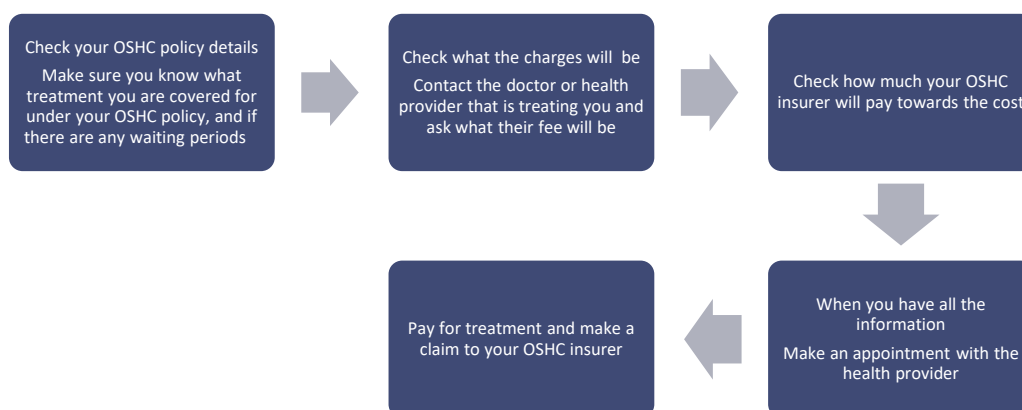 Check your OSHC policy details
Make sure you know what
treatment you are covered for
under your OSHC policy, and if
there are any waiting periods
Check what the charges will be
Contact the doctor or health
provider that is treating you and
ask what their fee will be
Check how much your OSHC
insurer will pay towards the cost
When you have all the
information
Make an appointment with the
health provider
Pay for treatment and make a
claim to your OSHC insurer